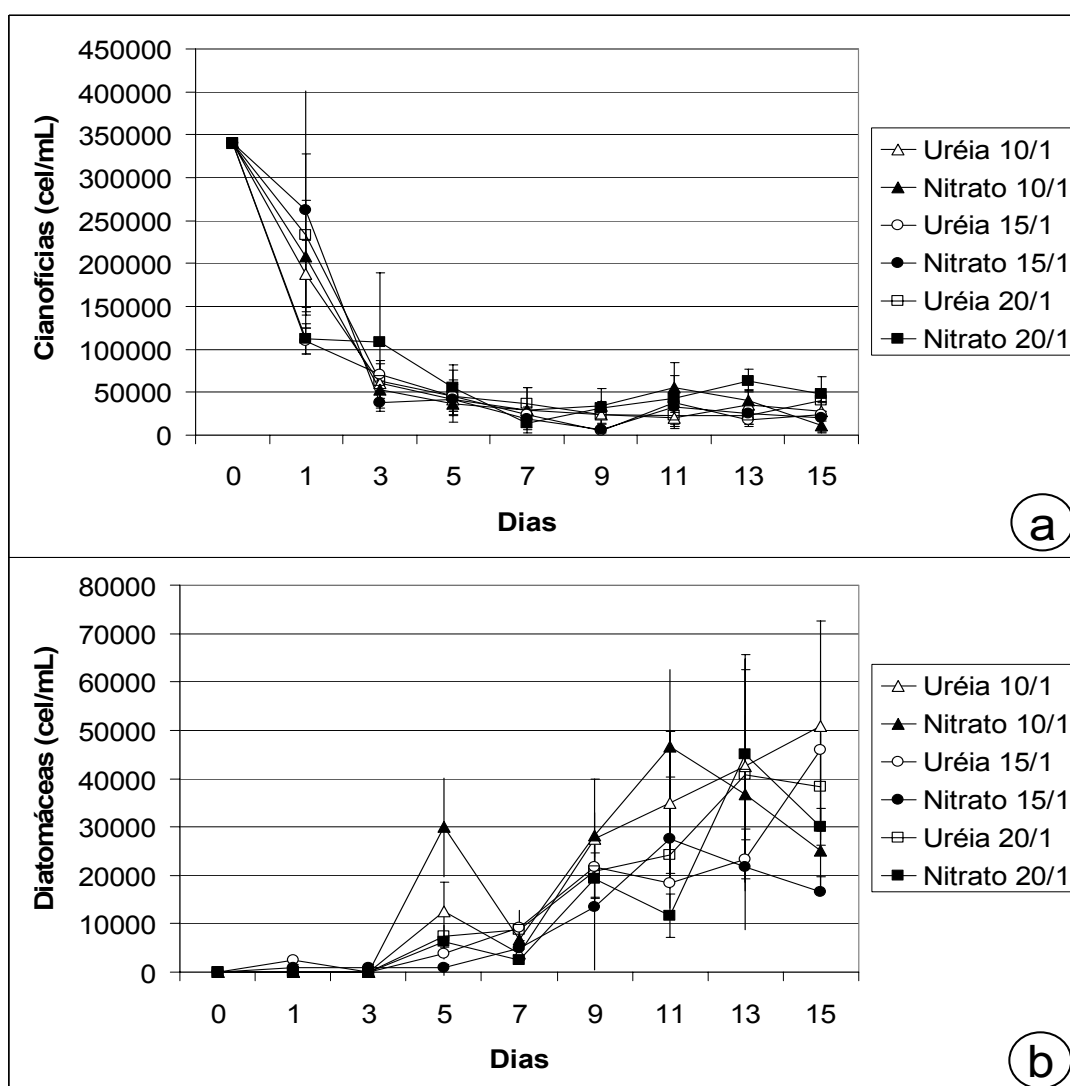 450000
400000
350000
300000
250000
200000
150000
100000
50000
0
Cianofícias (cel/mL)
0 1 3 5 7 9 11 13 15
Dias
Uréia 10/1
Nitrato 10/1
Uréia 15/1
Nitrato 15/1
Uréia 20/1
Nitrato 20/1
a
80000
70000
60000
50000
40000
30000
20000
10000
0
Diatomáceas (cel/mL)
0 1 3 5 7 9 11 13 15
Dias
Uréia 10/1
Nitrato 10/1
Uréia 15/1
Nitrato 15/1
Uréia 20/1
Nitrato 20/1
b